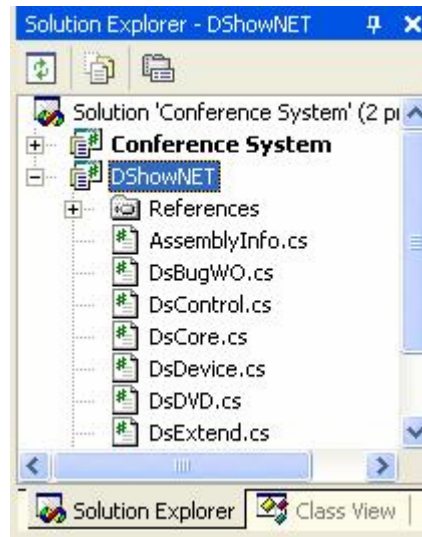 Solution Explorer - DShowNET
Solution 'Conference System' (2 pr
Conference System
DShowNET
References
AssemblyInfo.cs
DsBugWO.cs
DsControl.cs
DsCore.cs
DsDevice.cs
DsDVD.cs
DsExtend.cs
Solution Explorer Class View